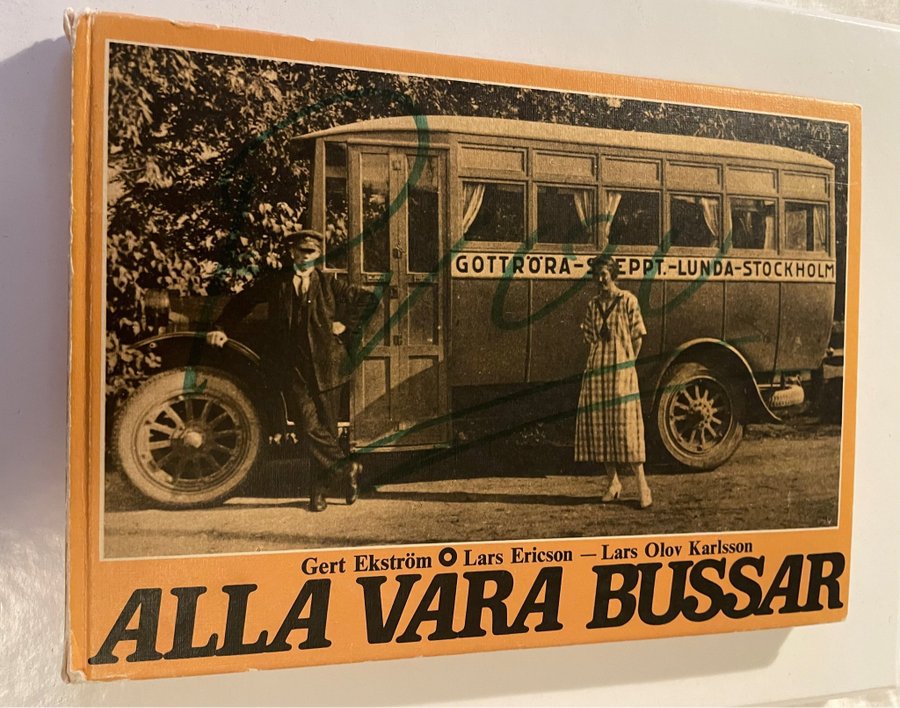 GOTTRÖRA-SKEPPT.-LUNDA-STOCKHOLM
Gert Ekström Lars Ericson — Lars Olov Karlsson
ALLA VÅRA BUSSAR